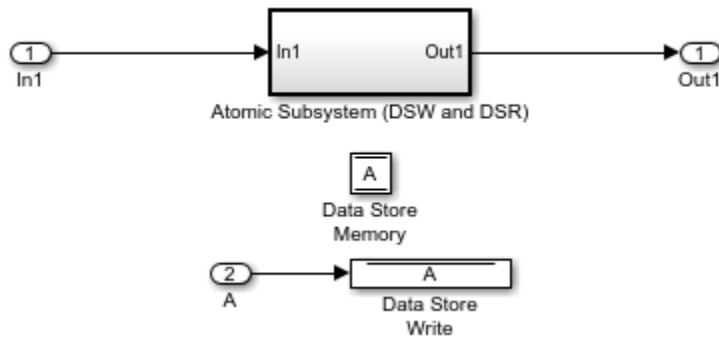 1
In1
In1
Out1
1
Out1
Atomic Subsystem (DSW and DSR)
A
Data Store
Memory
2
A
A
Data Store
Write